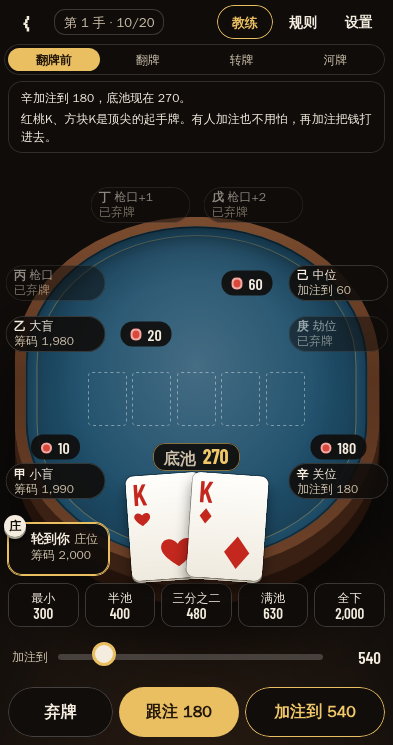 第 1 手 · 10/20
教练
规则
设置
翻牌前
翻牌
转牌
河牌
辛加注到 180，底池现在 270。
红桃K、方块K是顶尖的起手牌。有人加注也不用怕，再加注把钱打
进去。
丁 枪口+1
已弃牌
戊 枪口+2
已弃牌
丙 枪口
已弃牌
60
己 中位
加注到 60
乙 大盲
筹码 1,980
20
庚 劫位
已弃牌
10
180
底池 270
甲 小盲
筹码 1,990
K
K
辛 关位
加注到 180
庄
轮到你 庄位
筹码 2,000
最小
300
半池
400
三分之二
480
满池
630
全下
2,000
加注到
540
弃牌
跟注 180
加注到 540